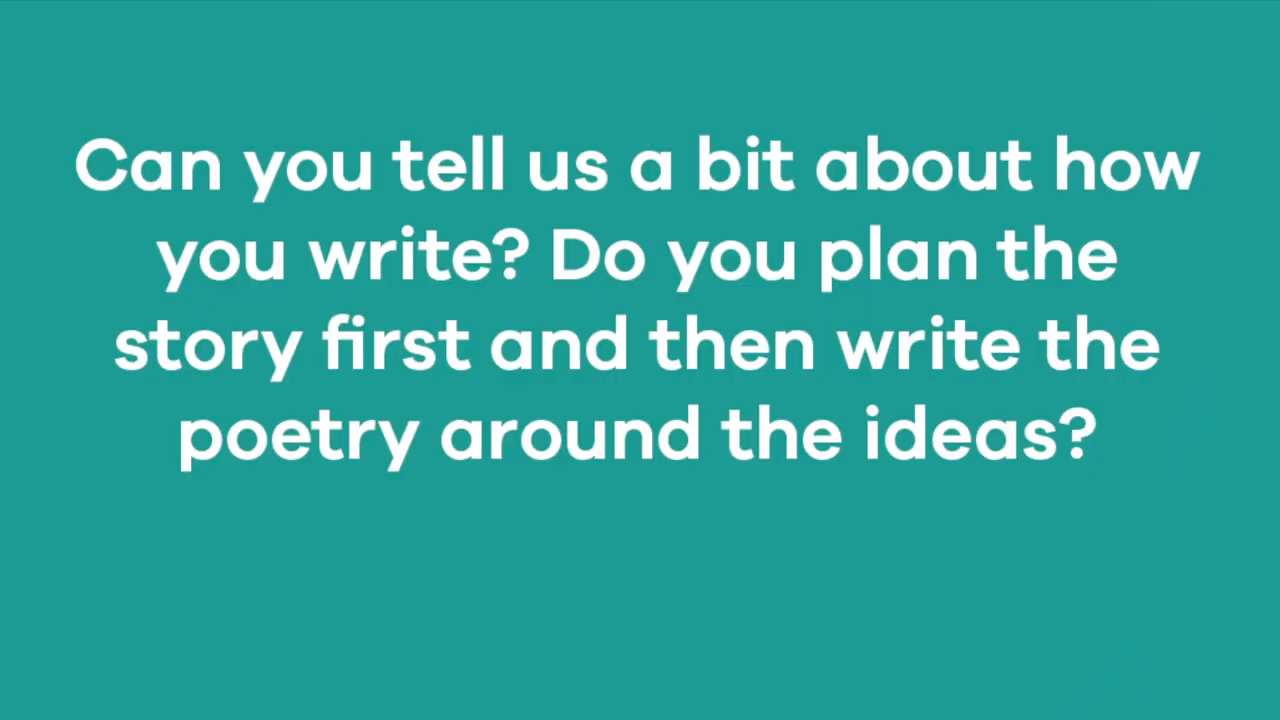 Can you tell us a bit about how
you write? Do you plan the
story first and then write the
poetry around the ideas?